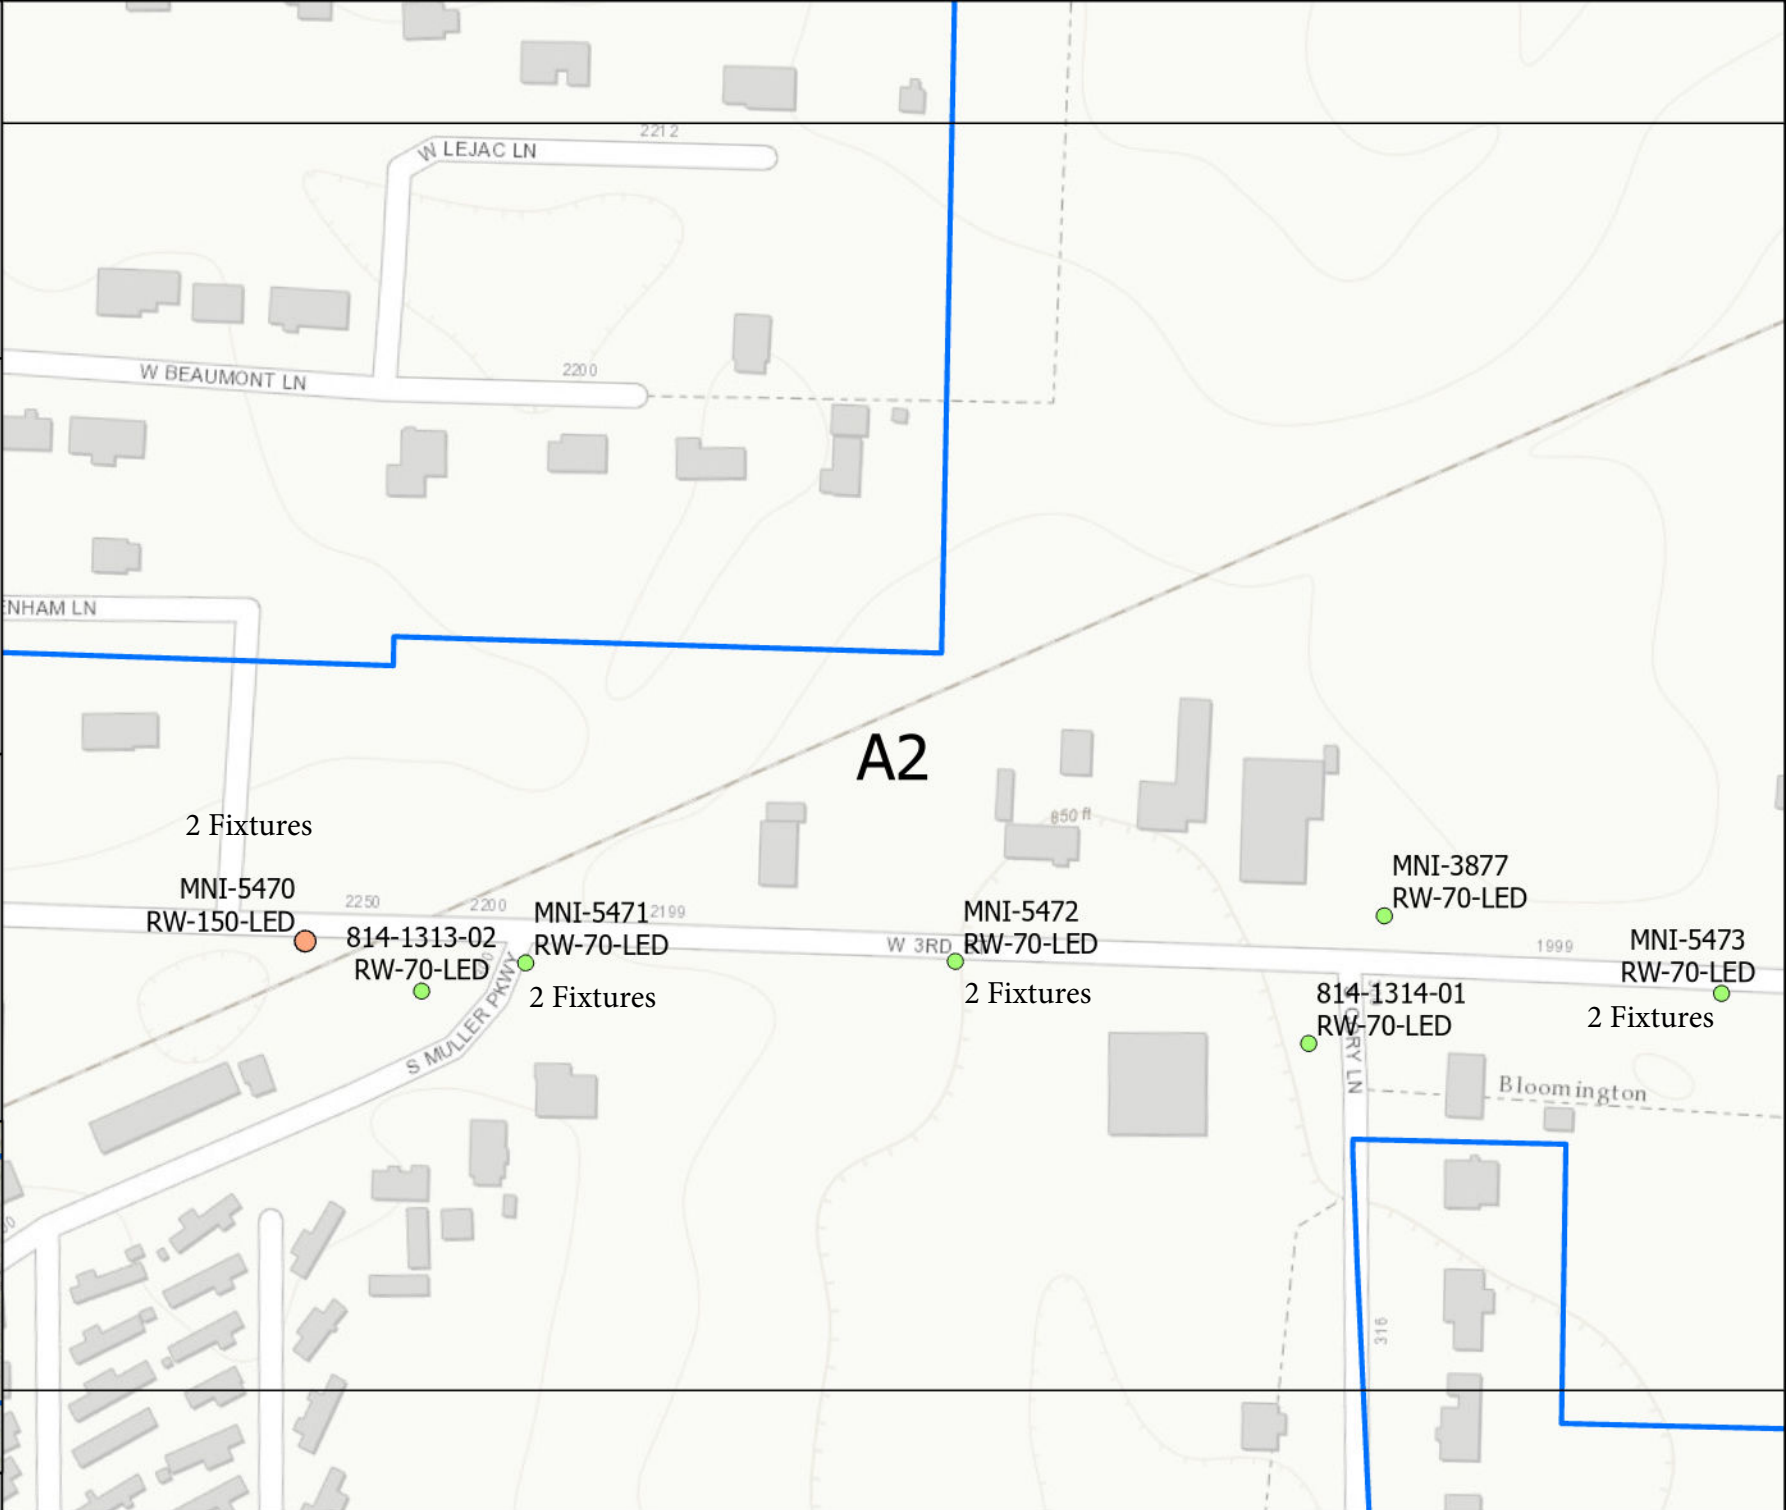 2212
W LEJAC LN
W BEAUMONT LN
2200
ENHAM LN
A2
2 Fixtures
850 ft
MNI-5470
RW-150-LED
2250
2200
814-1313-02
RW-70-LED
MNI-5471
RW-70-LED
2199
2 Fixtures
S MULLER PKWY
W 3RD
MNI-5472
RW-70-LED
2 Fixtures
MNI-3877
RW-70-LED
1999
MNI-5473
RW-70-LED
2 Fixtures
814-1314-01
RW-70-LED
RY LN
Bloomington
316